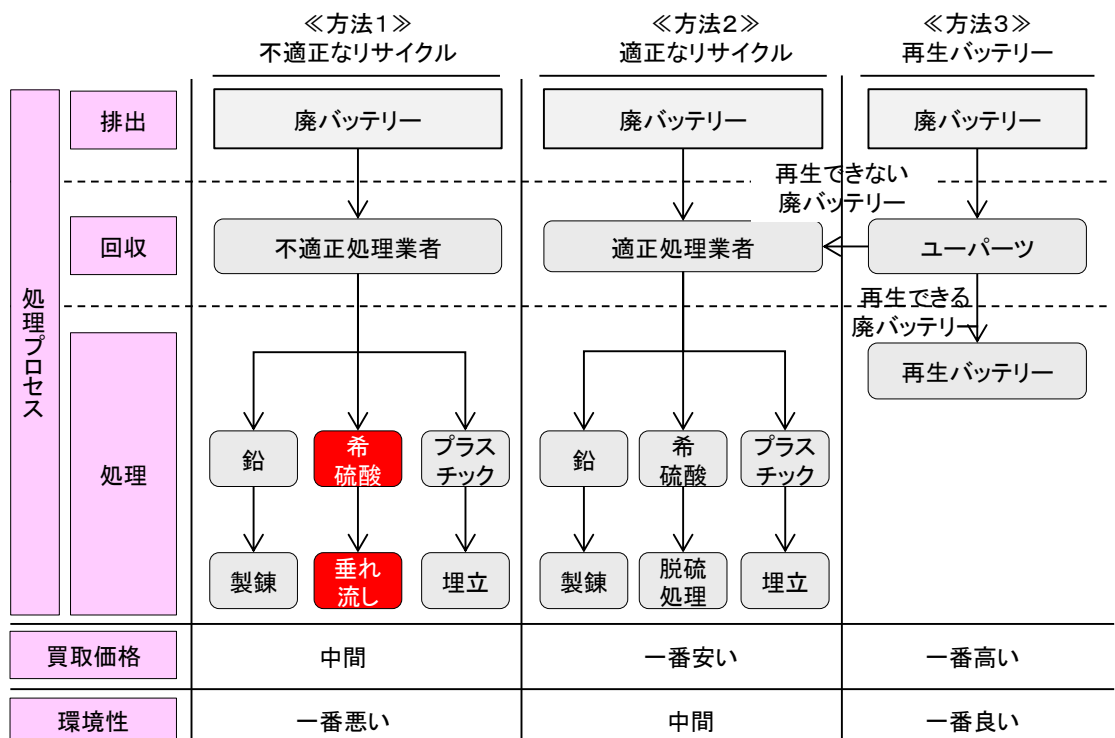 ≪方法1≫
不適正なリサイクル
≪方法2≫
適正なリサイクル
≪方法3≫
再生バッテリー
処理プロセス
排出
廃バッテリー
廃バッテリー
廃バッテリー
再生できない
廃バッテリー
回収
不適正処理業者
適正処理業者
ユーパーツ
再生できる
廃バッテリー
再生バッテリー
処理
鉛
希
硫酸
プラス
チック
鉛
希
硫酸
プラス
チック
製錬
垂れ
流し
埋立
製錬
脱硫
処理
埋立
買取価格
中間
一番安い
一番高い
環境性
一番悪い
中間
一番良い